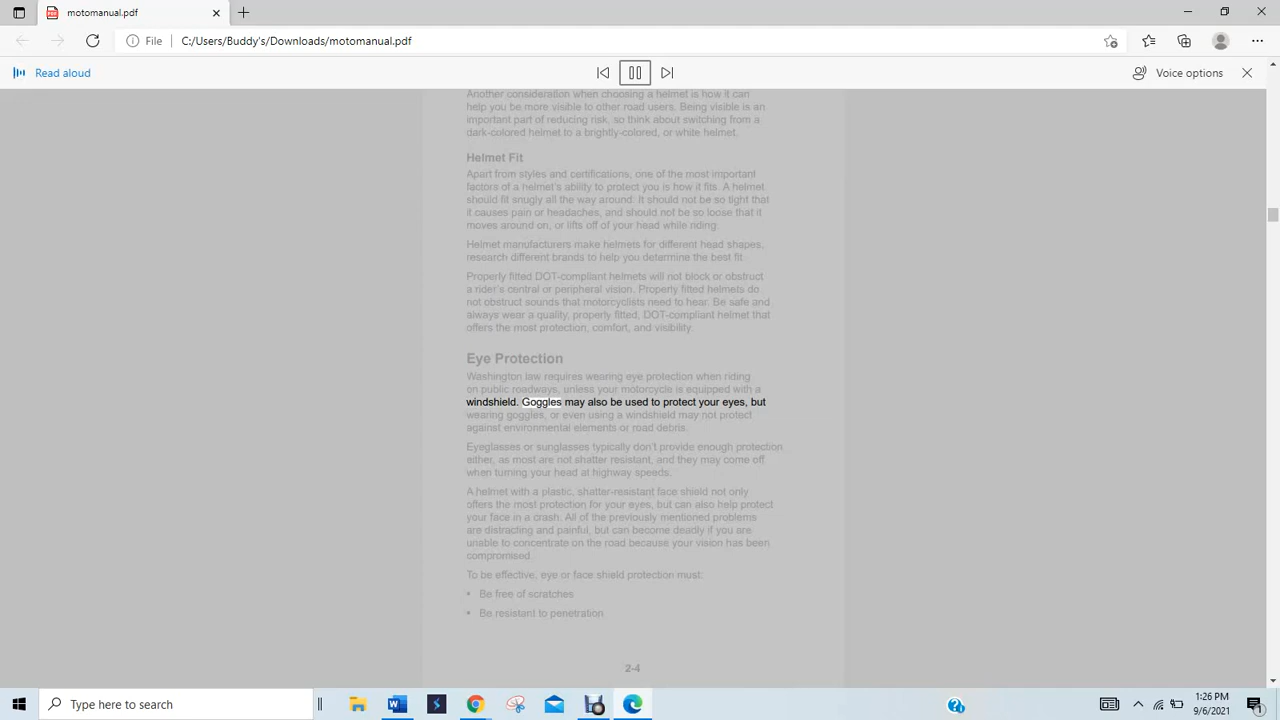 motomanual.pdf
File C:/Users/Buddy's/Downloads/motomanual.pdf
Read aloud
Voice options
Another consideration when choosing a helmet is how it can
help you be more visible to other road users. Being visible is an
important part of reducing risk, so think about switching from a
dark-colored helmet to a brightly-colored, or white helmet.
Helmet Fit
Apart from styles and certifications, one of the most important
factors of a helmet's ability to protect you is how it fits. A helmet
should fit snugly all the way around. It should not be so tight that
it causes pain or headaches, and should not be so loose that it
moves around on, or lifts off of your head while riding.
Helmet manufacturers make helmets for different head shapes,
research different brands to help you determine the best fit.
Properly fitted DOT-compliant helmets will not block or obstruct
a rider's central or peripheral vision. Properly fitted helmets do
not obstruct sounds that motorcyclists need to hear. Be safe and
always wear a quality, properly fitted, DOT-compliant helmet that
offers the most protection, comfort, and visibility.
Eye Protection
Washington law requires wearing eye protection when riding
on public roadways, unless your motorcycle is equipped with a
windshield. Goggles may also be used to protect your eyes, but
wearing goggles, or even using a windshield may not protect
against environmental elements or road debris.
Eyeglasses or sunglasses typically don't provide enough protection
either, as most are not shatter resistant, and they may come off
when turning your head at highway speeds.
A helmet with a plastic, shatter-resistant face shield not only
offers the most protection for your eyes, but can also help protect
your face in a crash. All of the previously mentioned problems
are distracting and painful, but can become deadly if you are
unable to concentrate on the road because your vision has been
compromised.
To be effective, eye or face shield protection must:
• Be free of scratches
• Be resistant to penetration
2-4
Type here to search
1:26 PM
9/6/2021